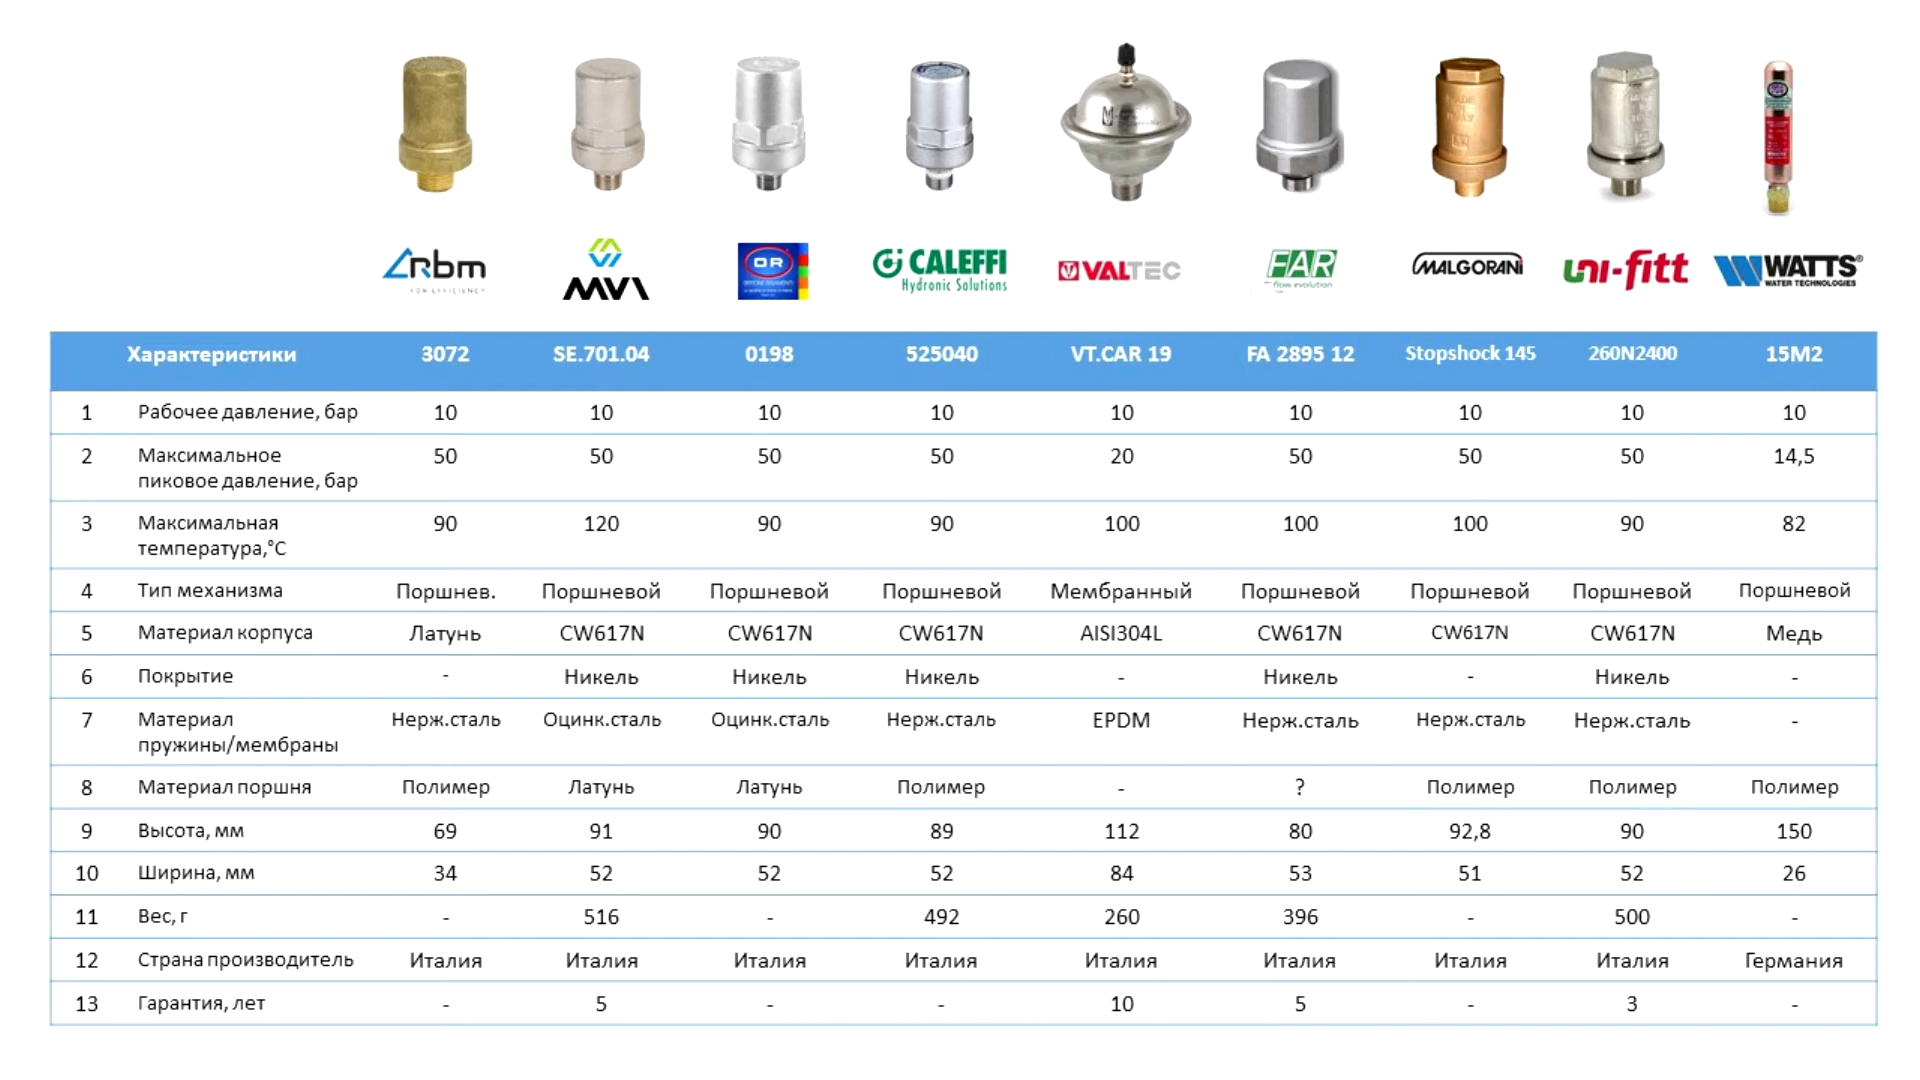 rbm
FOR EFFICIENCY
MVI
OR
CALEFFI
Hydronic Solutions
VALTEC
FAR
flow evolution
MALGORANI
uni-fitt
WATTS®
WATER TECHNOLOGIES
Характеристики 3072 SE.701.04 0198 525040 VT.CAR 19 FA 2895 12 Stopshock 145 260N2400 15M2
1 Рабочее давление, бар 10 10 10 10 10 10 10 10 10
2 Максимальное 50 50 50 50 20 50 50 50 14,5
пиковое давление, бар
3 Максимальная 90 120 90 90 100 100 100 90 82
температура,°C
4 Тип механизма Поршнев. Поршневой Поршневой Поршневой Мембранный Поршневой Поршневой Поршневой Поршневой
5 Материал корпуса Латунь CW617N CW617N CW617N AISI304L CW617N CW617N CW617N Медь
6 Покрытие - Никель Никель Никель - Никель - Никель -
7 Материал Нерж.сталь Оцинк.сталь Оцинк.сталь Нерж.сталь EPDM Нерж.сталь Нерж.сталь Нерж.сталь -
пружины/мембраны
8 Материал поршня Полимер Латунь Латунь Полимер - ? Полимер Полимер Полимер
9 Высота, мм 69 91 90 89 112 80 92,8 90 150
10 Ширина, мм 34 52 52 52 84 53 51 52 26
11 Вес, г - 516 - 492 260 396 - 500 -
12 Страна производитель Италия Италия Италия Италия Италия Италия Италия Италия Германия
13 Гарантия, лет - 5 - - 10 5 - 3 -